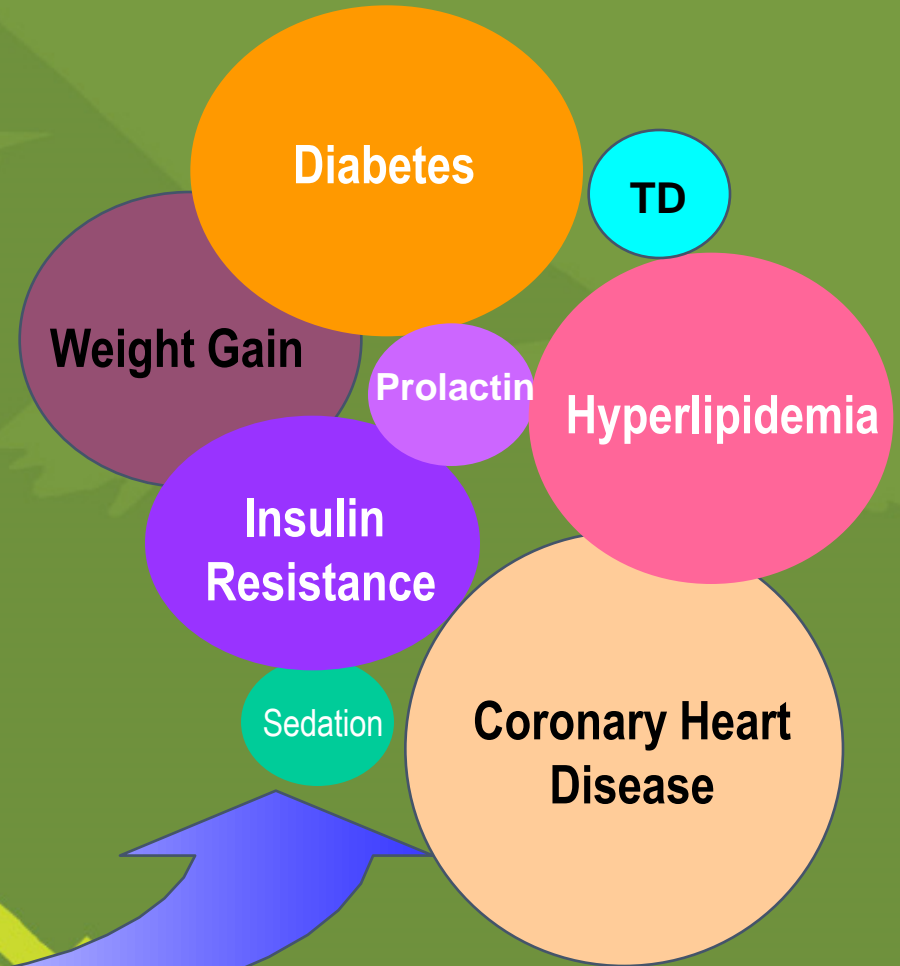 Diabetes
TD
Weight Gain
Prolactin
Hyperlipidemia
Insulin
Resistance
Sedation
Coronary Heart
Disease